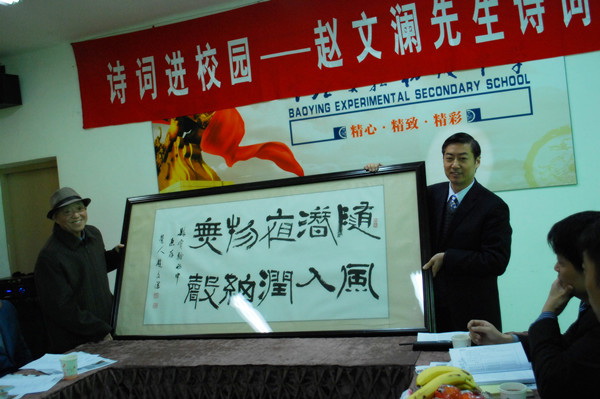 诗词进校园——赵文澜先生诗词
BAOYING EXPERIMENTAL SECONDARY SCHOOL
精心·精致·精彩
隨風
潛入
夜潤
物細
無聲